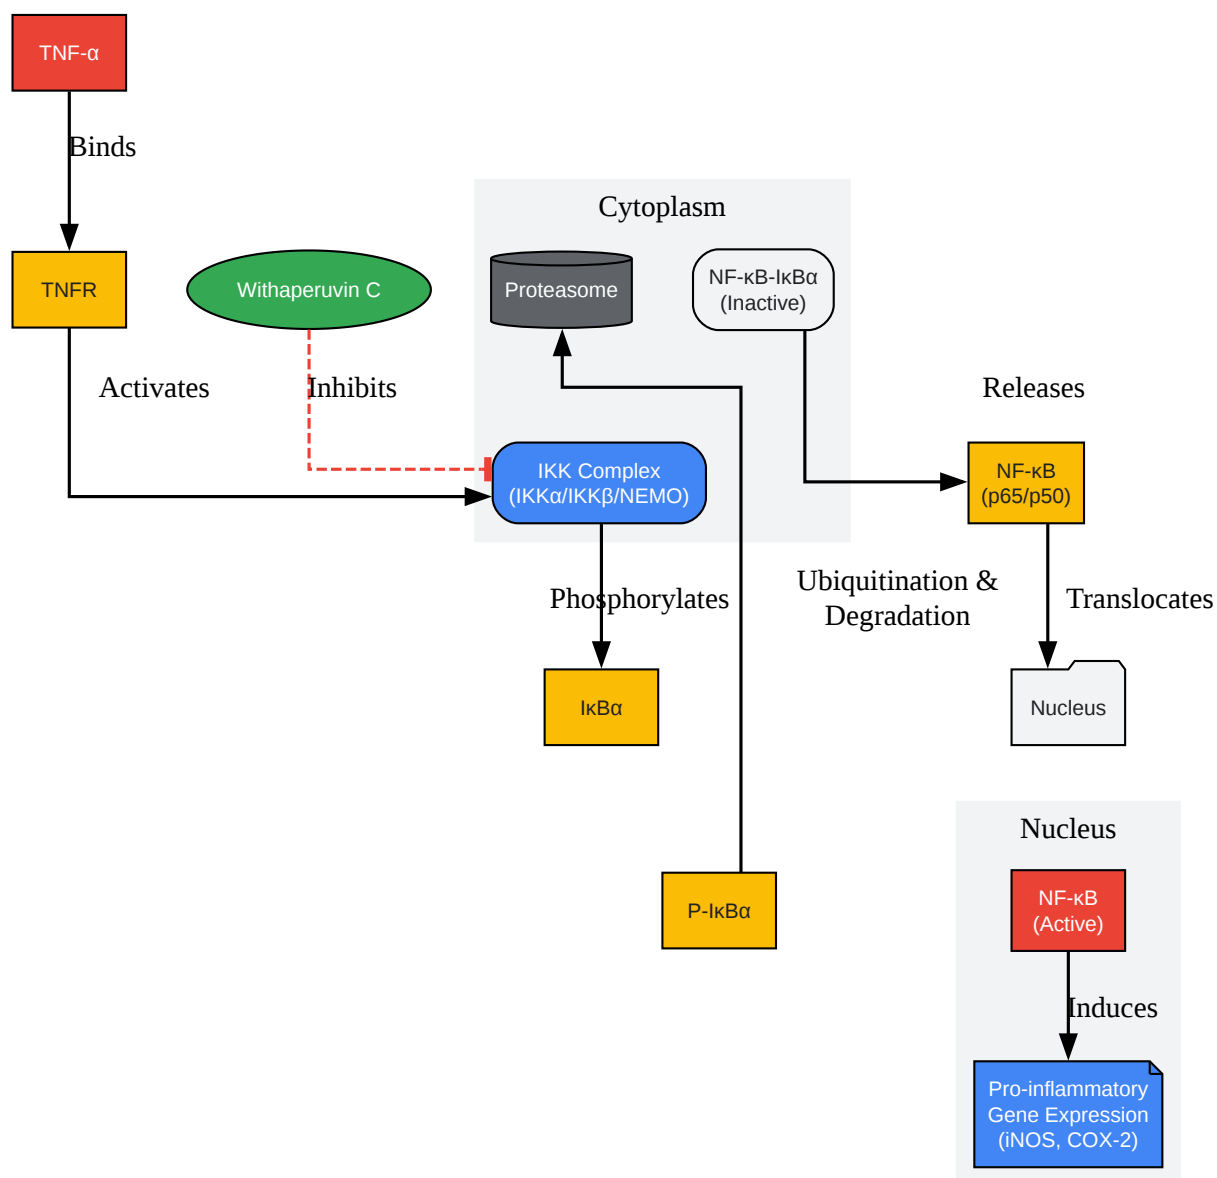 TNF-α
Binds
Cytoplasm
TNFR
Withaperuvin C
Proteasome
NF-κB-IκBα
(Inactive)
Activates
Inhibits
Releases
IKK Complex
(IKKα/IKKβ/NEMO)
NF-κB
(p65/p50)
Phosphorylates
Ubiquitination &
Degradation
Translocates
IκBα
Nucleus
Nucleus
P-IκBα
NF-κB
(Active)
Induces
Pro-inflammatory
Gene Expression
(iNOS, COX-2)